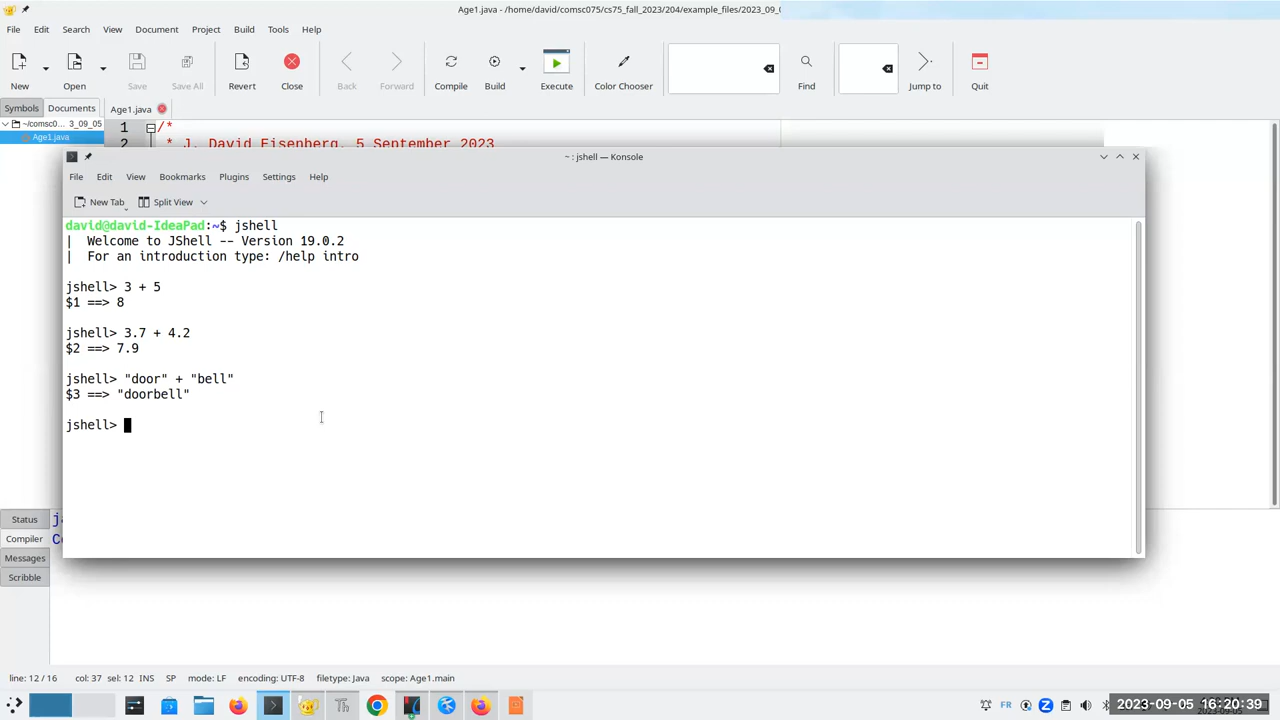 Age1.java - /home/david/comsc075/cs75_fall_2023/204/example_files/2023_09_0
File Edit Search View Document Project Build Tools Help
New Open Save Save All Revert Close Back Forward Compile Build Execute Color Chooser Find Jump to Quit
Symbols Documents Age1.java
~/comsc0... 3_09_05
Age1.java
1 /*
2 * J. David Eisenberg, 5 September 2023
~ : jshell — Konsole
File Edit View Bookmarks Plugins Settings Help
New Tab Split View
david@david-IdeaPad:~$ jshell
| Welcome to JShell -- Version 19.0.2
| For an introduction type: /help intro
jshell> 3 + 5
$1 ==> 8
jshell> 3.7 + 4.2
$2 ==> 7.9
jshell> "door" + "bell"
$3 ==> "doorbell"
jshell>
Status
Compiler
Messages
Scribble
line: 12 / 16 col: 37 sel: 12 INS SP mode: LF encoding: UTF-8 filetype: Java scope: Age1.main
FR
2023-09-05 16:20:39